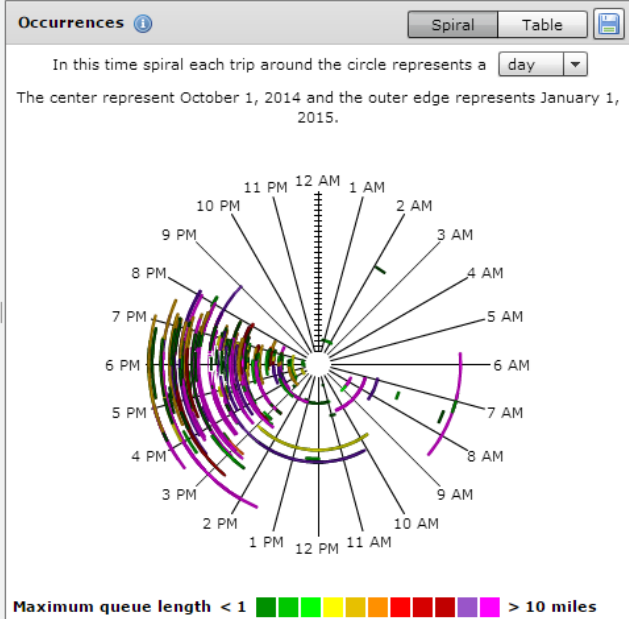 Occurrences
Spiral
Table
In this time spiral each trip around the circle represents a day
The center represent October 1, 2014 and the outer edge represents January 1,
2015.
12 AM
1 AM
2 AM
3 AM
4 AM
5 AM
6 AM
7 AM
8 AM
9 AM
10 AM
11 AM
12 PM
1 PM
2 PM
3 PM
4 PM
5 PM
6 PM
7 PM
8 PM
9 PM
10 PM
11 PM
Maximum queue length < 1 > 10 miles